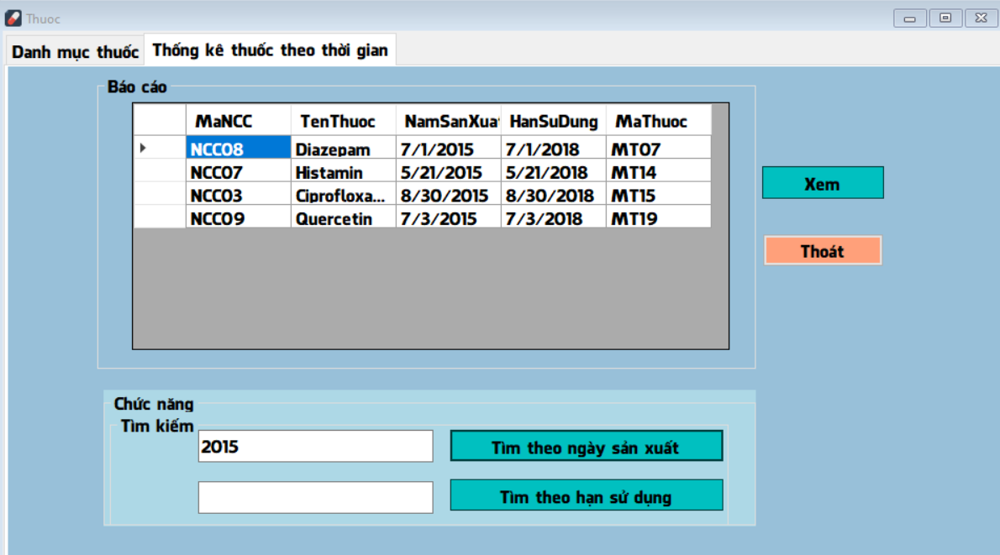 Thuoc
Danh mục thuốc Thống kê thuốc theo thời gian
Báo cáo
MaNCC TenThuoc NamSanXua HanSuDung MaThuoc
NCC08 Diazepam 7/1/2015 7/1/2018 MT07
NCC07 Histamin 5/21/2015 5/21/2018 MT14
NCC03 Ciprofloxa... 8/30/2015 8/30/2018 MT15
NCC09 Quercetin 7/3/2015 7/3/2018 MT19
Xem
Thoát
Chức năng
Tìm kiếm
2015 Tìm theo ngày sản xuất
Tìm theo hạn sử dụng